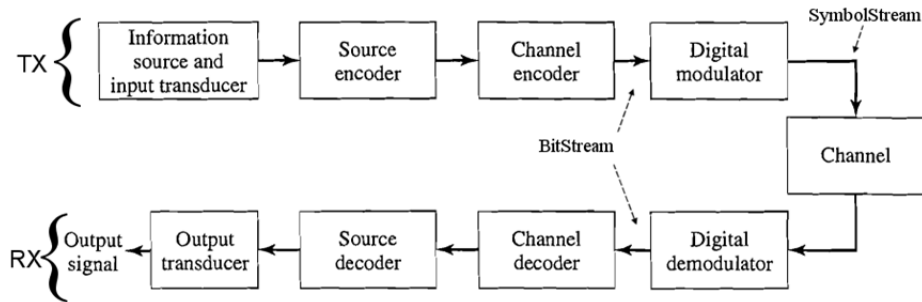 SymbolStream
TX
Information
source and
input transducer
Source
encoder
Channel
encoder
Digital
modulator
Channel
BitStream
RX
Output
signal
Output
transducer
Source
decoder
Channel
decoder
Digital
demodulator